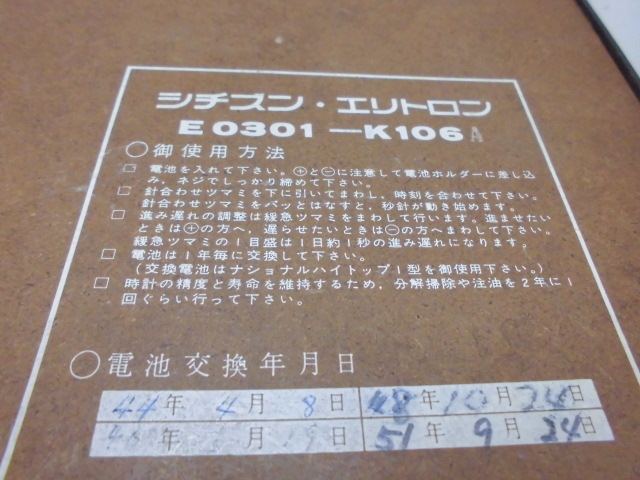 シチズン・エリトロン
E0301—K106A
○御使用方法
□ 電池を入れて下さい。⊕と⊖に注意して電池ホルダーに差し込
み，ネジでしっかり締めて下さい。
□ 針合わせツマミを下に引いてまわし，時刻を合わせて下さい。
針合わせツマミをパッとはなすと，秒針が動き始めます。
□ 進み遅れの調整は緩急ツマミをまわして行います。進ませたい
ときは⊕の方へ，遅らせたいときは⊖の方へまわして下さい。
緩急ツマミの1目盛は1日約1秒の進み遅れになります。
□ 電池は1年毎に交換して下さい。
（交換電池はナショナルハイトップ1型を御使用下さい。）
□ 時計の精度と寿命を維持するため，分解掃除や注油を2年に1
回ぐらい行って下さい。
○電池交換年月日
44年 4月 8日 48年10月24日
年 月19日 51年 9月24日